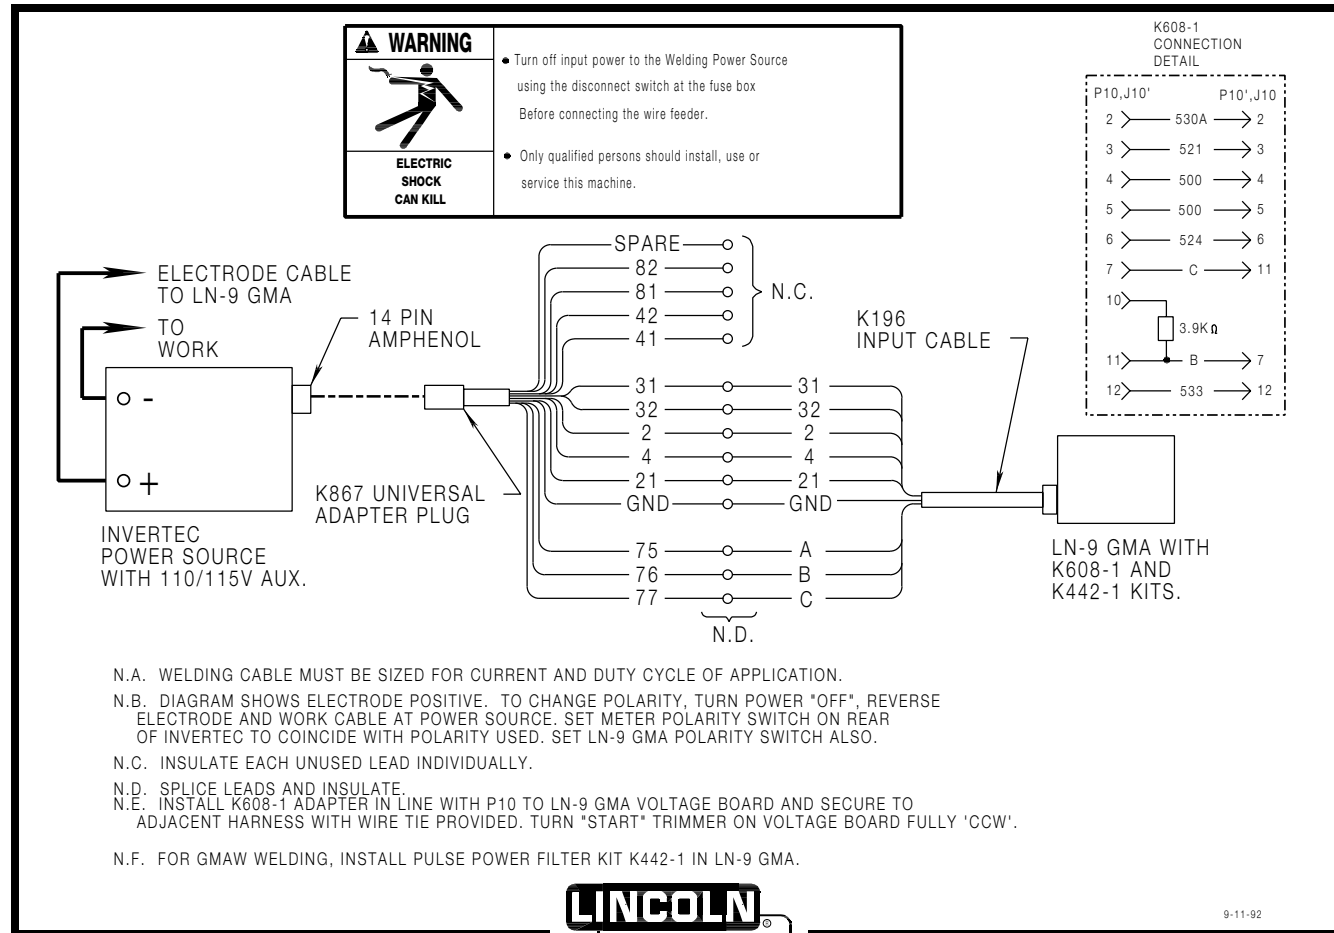 WARNING
ELECTRIC
SHOCK
CAN KILL
● Turn off input power to the Welding Power Source
using the disconnect switch at the fuse box
Before connecting the wire feeder.
● Only qualified persons should install, use or
service this machine.
K608-1
CONNECTION
DETAIL
P10,J10' P10',J10
2 530A 2
3 521 3
4 500 4
5 500 5
6 524 6
7 C 11
10
3.9K Ω
11 B 7
12 533 12
ELECTRODE CABLE
TO LN-9 GMA
TO
WORK
-
+
INVERTEC
POWER SOURCE
WITH 110/115V AUX.
14 PIN
AMPHENOL
K867 UNIVERSAL
ADAPTER PLUG
SPARE
82
81
42
41
N.C.
31 31
32 32
2 2
4 4
21 21
GND GND
75 A
76 B
77 C
N.D.
K196
INPUT CABLE
LN-9 GMA WITH
K608-1 AND
K442-1 KITS.
N.A. WELDING CABLE MUST BE SIZED FOR CURRENT AND DUTY CYCLE OF APPLICATION.
N.B. DIAGRAM SHOWS ELECTRODE POSITIVE. TO CHANGE POLARITY, TURN POWER "OFF", REVERSE
ELECTRODE AND WORK CABLE AT POWER SOURCE. SET METER POLARITY SWITCH ON REAR
OF INVERTEC TO COINCIDE WITH POLARITY USED. SET LN-9 GMA POLARITY SWITCH ALSO.
N.C. INSULATE EACH UNUSED LEAD INDIVIDUALLY.
N.D. SPLICE LEADS AND INSULATE.
N.E. INSTALL K608-1 ADAPTER IN LINE WITH P10 TO LN-9 GMA VOLTAGE BOARD AND SECURE TO
ADJACENT HARNESS WITH WIRE TIE PROVIDED. TURN "START" TRIMMER ON VOLTAGE BOARD FULLY 'CCW'.
N.F. FOR GMAW WELDING, INSTALL PULSE POWER FILTER KIT K442-1 IN LN-9 GMA.
LINCOLN ®
9-11-92